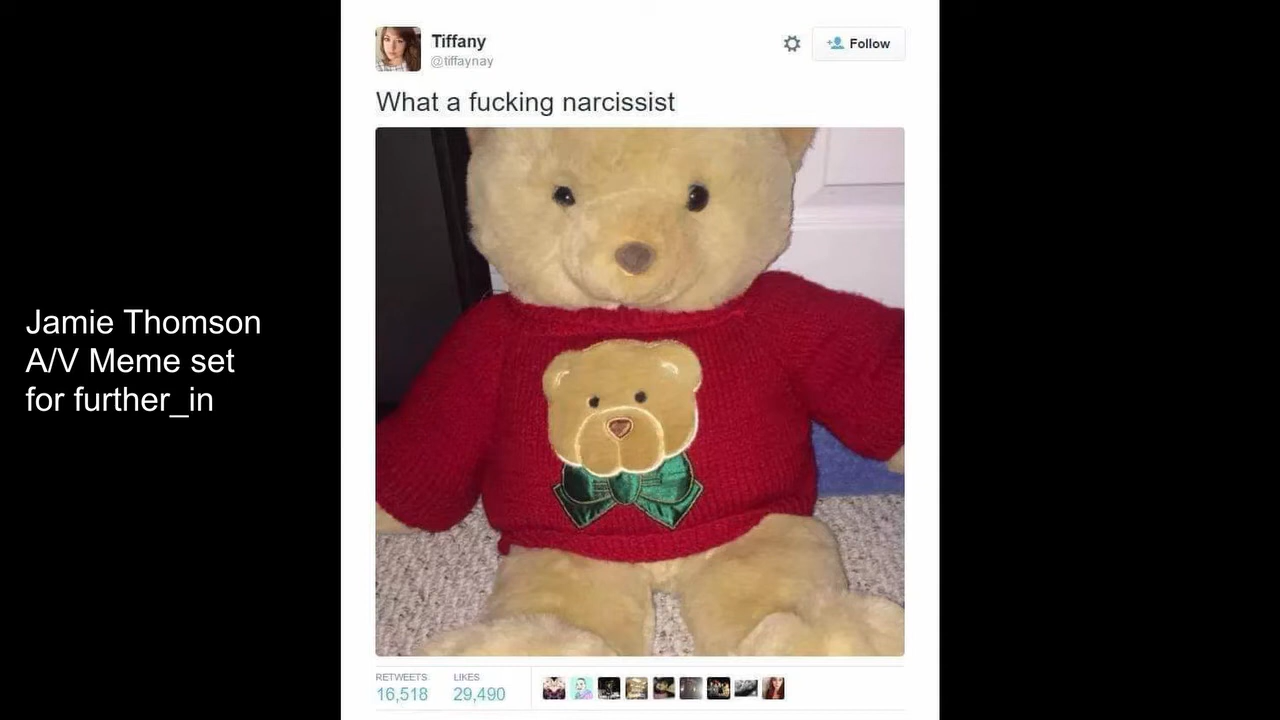 Tiffany
@tiffaynay
Follow
What a fucking narcissist
Jamie Thomson
A/V Meme set
for further_in
RETWEETS
LIKES
16,518
29,490